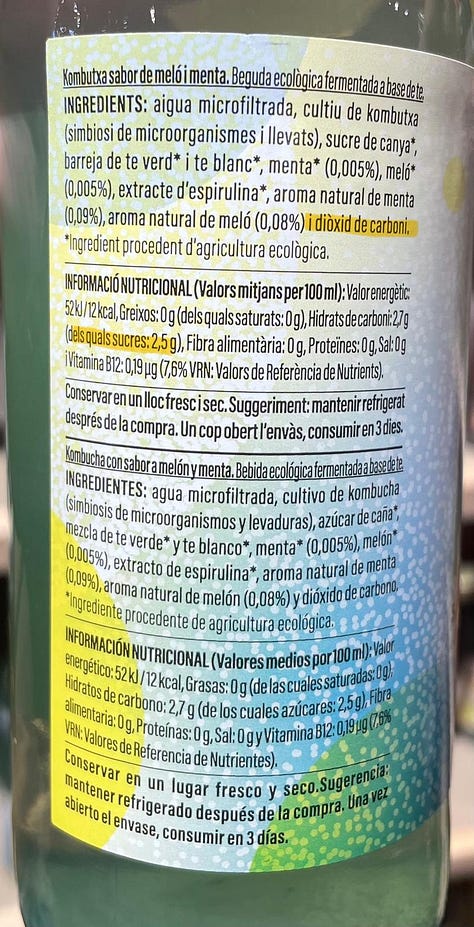 Kombutxa sabor de meló i menta. Beguda ecològica fermentada a base de te.
INGREDIENTS: aigua microfiltrada, cultiu de kombutxa
(simbiosi de microorganismes i llevats), sucre de canya*,
barreja de te verd* i te blanc*, menta* (0,005%), meló*
(0,005%), extracte d'espirulina*, aroma natural de menta
(0,09%), aroma natural de meló (0,08%) i diòxid de carboni.
*Ingredient procedent d'agricultura ecològica.
INFORMACIÓ NUTRICIONAL (Valors mitjans per 100 ml): Valor energètic:
52 kJ / 12 kcal, Greixos: 0 g (dels quals saturats: 0 g), Hidrats de carboni: 2,7 g
(dels quals sucres: 2,5 g), Fibra alimentària: 0 g, Proteïnes: 0 g, Sal: 0 g
i Vitamina B12: 0,19 µg (7,6% VRN: Valors de Referència de Nutrients).
Conservar en un lloc fresc i sec. Suggeriment: mantenir refrigerat
després de la compra. Un cop obert l'envàs, consumir en 3 dies.
Kombucha con sabor a melón y menta. Bebida ecológica fermentada a base de te.
INGREDIENTES: agua microfiltrada, cultivo de kombucha
(simbiosis de microorganismos y levaduras), azúcar de caña*,
mezcla de te verde* y te blanco*, menta* (0,005%), melón*
(0,005%), extracto de espirulina*, aroma natural de menta
(0,09%), aroma natural de melón (0,08%) y dióxido de carbono.
*Ingrediente procedente de agricultura ecológica.
INFORMACIÓN NUTRICIONAL (Valores medios por 100 ml): Valor
energético: 52 kJ / 12 kcal, Grasas: 0 g (de las cuales saturadas: 0 g),
Hidratos de carbono: 2,7 g (de los cuales azúcares: 2,5 g), Fibra
alimentaria: 0 g, Proteínas: 0 g, Sal: 0 g y Vitamina B12: 0,19 µg (7,6%
VRN: Valores de Referencia de Nutrientes).
Conservar en un lugar fresco y seco. Sugerencia:
mantener refrigerado después de la compra. Una vez
abierto el envase, consumir en 3 días.